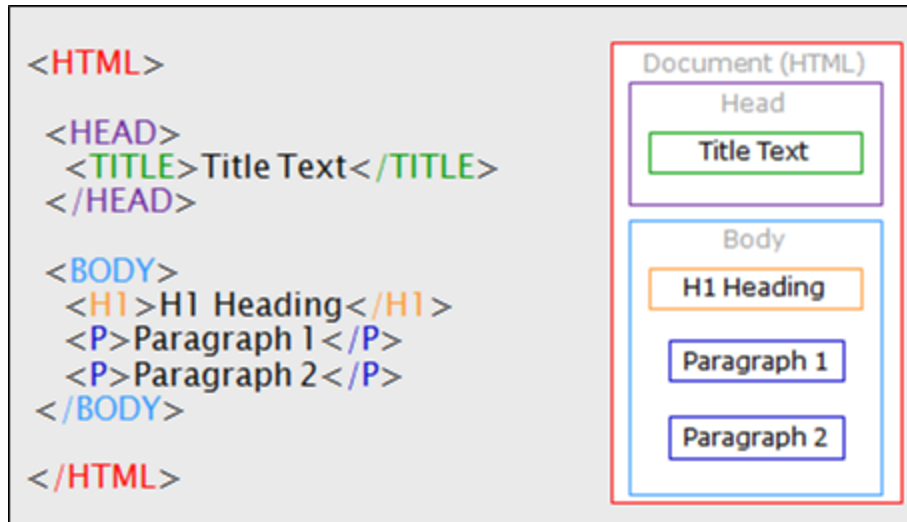 <HTML>
<HEAD>
<TITLE>Title Text</TITLE>
</HEAD>
<BODY>
<H1>H1 Heading</H1>
<P>Paragraph 1</P>
<P>Paragraph 2</P>
</BODY>
</HTML>
Document (HTML)
Head
Title Text
Body
H1 Heading
Paragraph 1
Paragraph 2